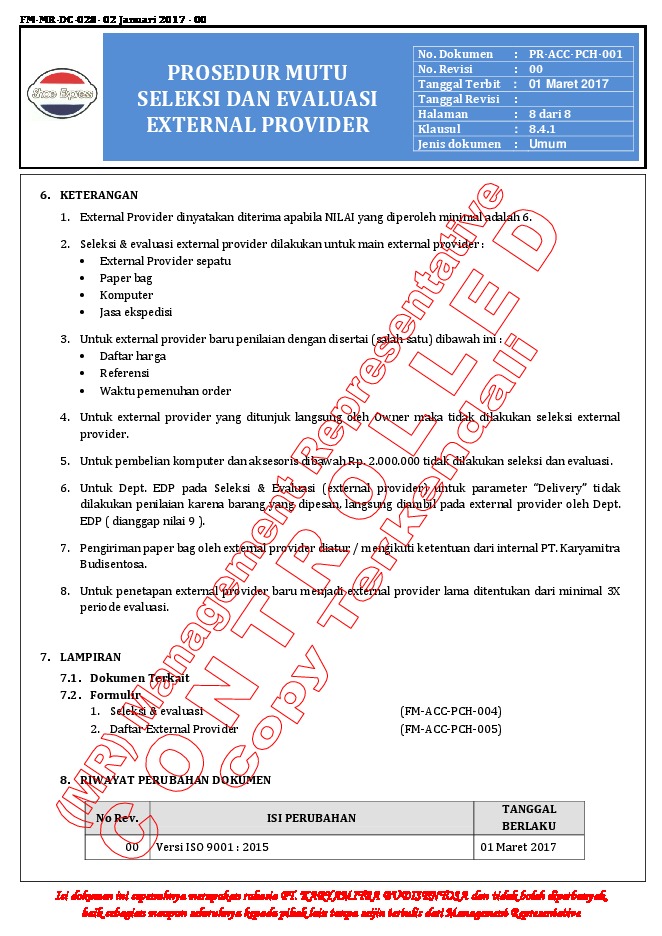 FM-MR-DC-028- 02 Januari 2017 - 00
Shoe Express
PROSEDUR MUTU
SELEKSI DAN EVALUASI
EXTERNAL PROVIDER
No. Dokumen : PR-ACC-PCH-001
No. Revisi : 00
Tanggal Terbit : 01 Maret 2017
Tanggal Revisi :
Halaman : 8 dari 8
Klausul : 8.4.1
Jenis dokumen : Umum
6. KETERANGAN
1. External Provider dinyatakan diterima apabila NILAI yang diperoleh minimal adalah 6.
2. Seleksi & evaluasi external provider dilakukan untuk main external provider :
• External Provider sepatu
• Paper bag
• Komputer
• Jasa ekspedisi
3. Untuk external provider baru penilaian dengan disertai (salah satu) dibawah ini :
• Daftar harga
• Referensi
• Waktu pemenuhan order
4. Untuk external provider yang ditunjuk langsung oleh Owner maka tidak dilakukan seleksi external
provider.
5. Untuk pembelian komputer dan aksesoris dibawah Rp. 2.000.000 tidak dilakukan seleksi dan evaluasi.
6. Untuk Dept. EDP pada Seleksi & Evaluasi (external provider) untuk parameter “Delivery” tidak
dilakukan penilaian karena barang yang dipesan, langsung diambil pada external provider oleh Dept.
EDP ( dianggap nilai 9 ).
7. Pengiriman paper bag oleh external provider diatur / mengikuti ketentuan dari internal PT. Karyamitra
Budisentosa.
8. Untuk penetapan external provider baru menjadi external provider lama ditentukan dari minimal 3X
periode evaluasi.
7. LAMPIRAN
7.1. Dokumen Terkait
7.2. Formulir
1. Seleksi & evaluasi (FM-ACC-PCH-004)
2. Daftar External Provider (FM-ACC-PCH-005)
8. RIWAYAT PERUBAHAN DOKUMEN
No Rev. ISI PERUBAHAN TANGGAL
BERLAKU
00 Versi ISO 9001 : 2015 01 Maret 2017
(MR) Management Representative
CONTROLLED
Copy Terkendali
Isi dokumen ini sepenuhnya merupakan rahasia PT. KARYAMITRA BUDISENTOSA dan tidak boleh diperbanyak,
baik sebagian maupun seluruhnya kepada pihak lain tanpa seijin tertulis dari Management Representative